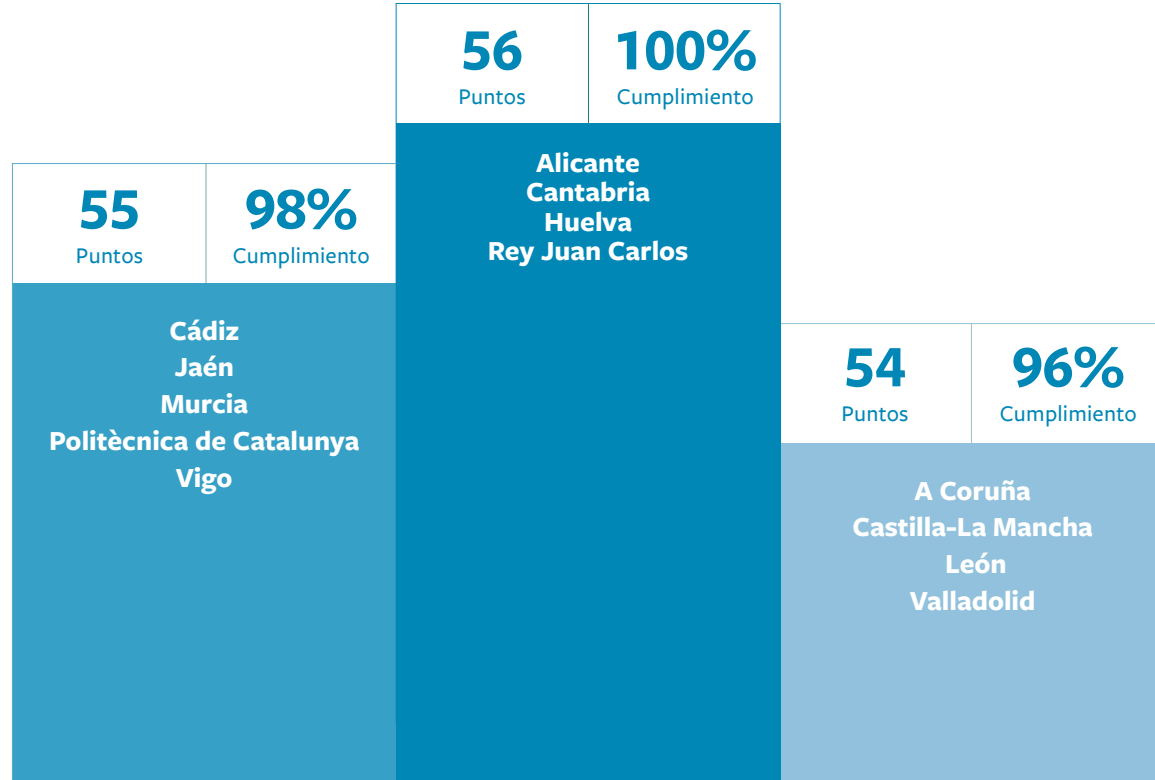 56
Puntos
100%
Cumplimiento
Alicante
Cantabria
Huelva
Rey Juan Carlos
55
Puntos
98%
Cumplimiento
Cádiz
Jaén
Murcia
Politècnica de Catalunya
Vigo
54
Puntos
96%
Cumplimiento
A Coruña
Castilla-La Mancha
León
Valladolid